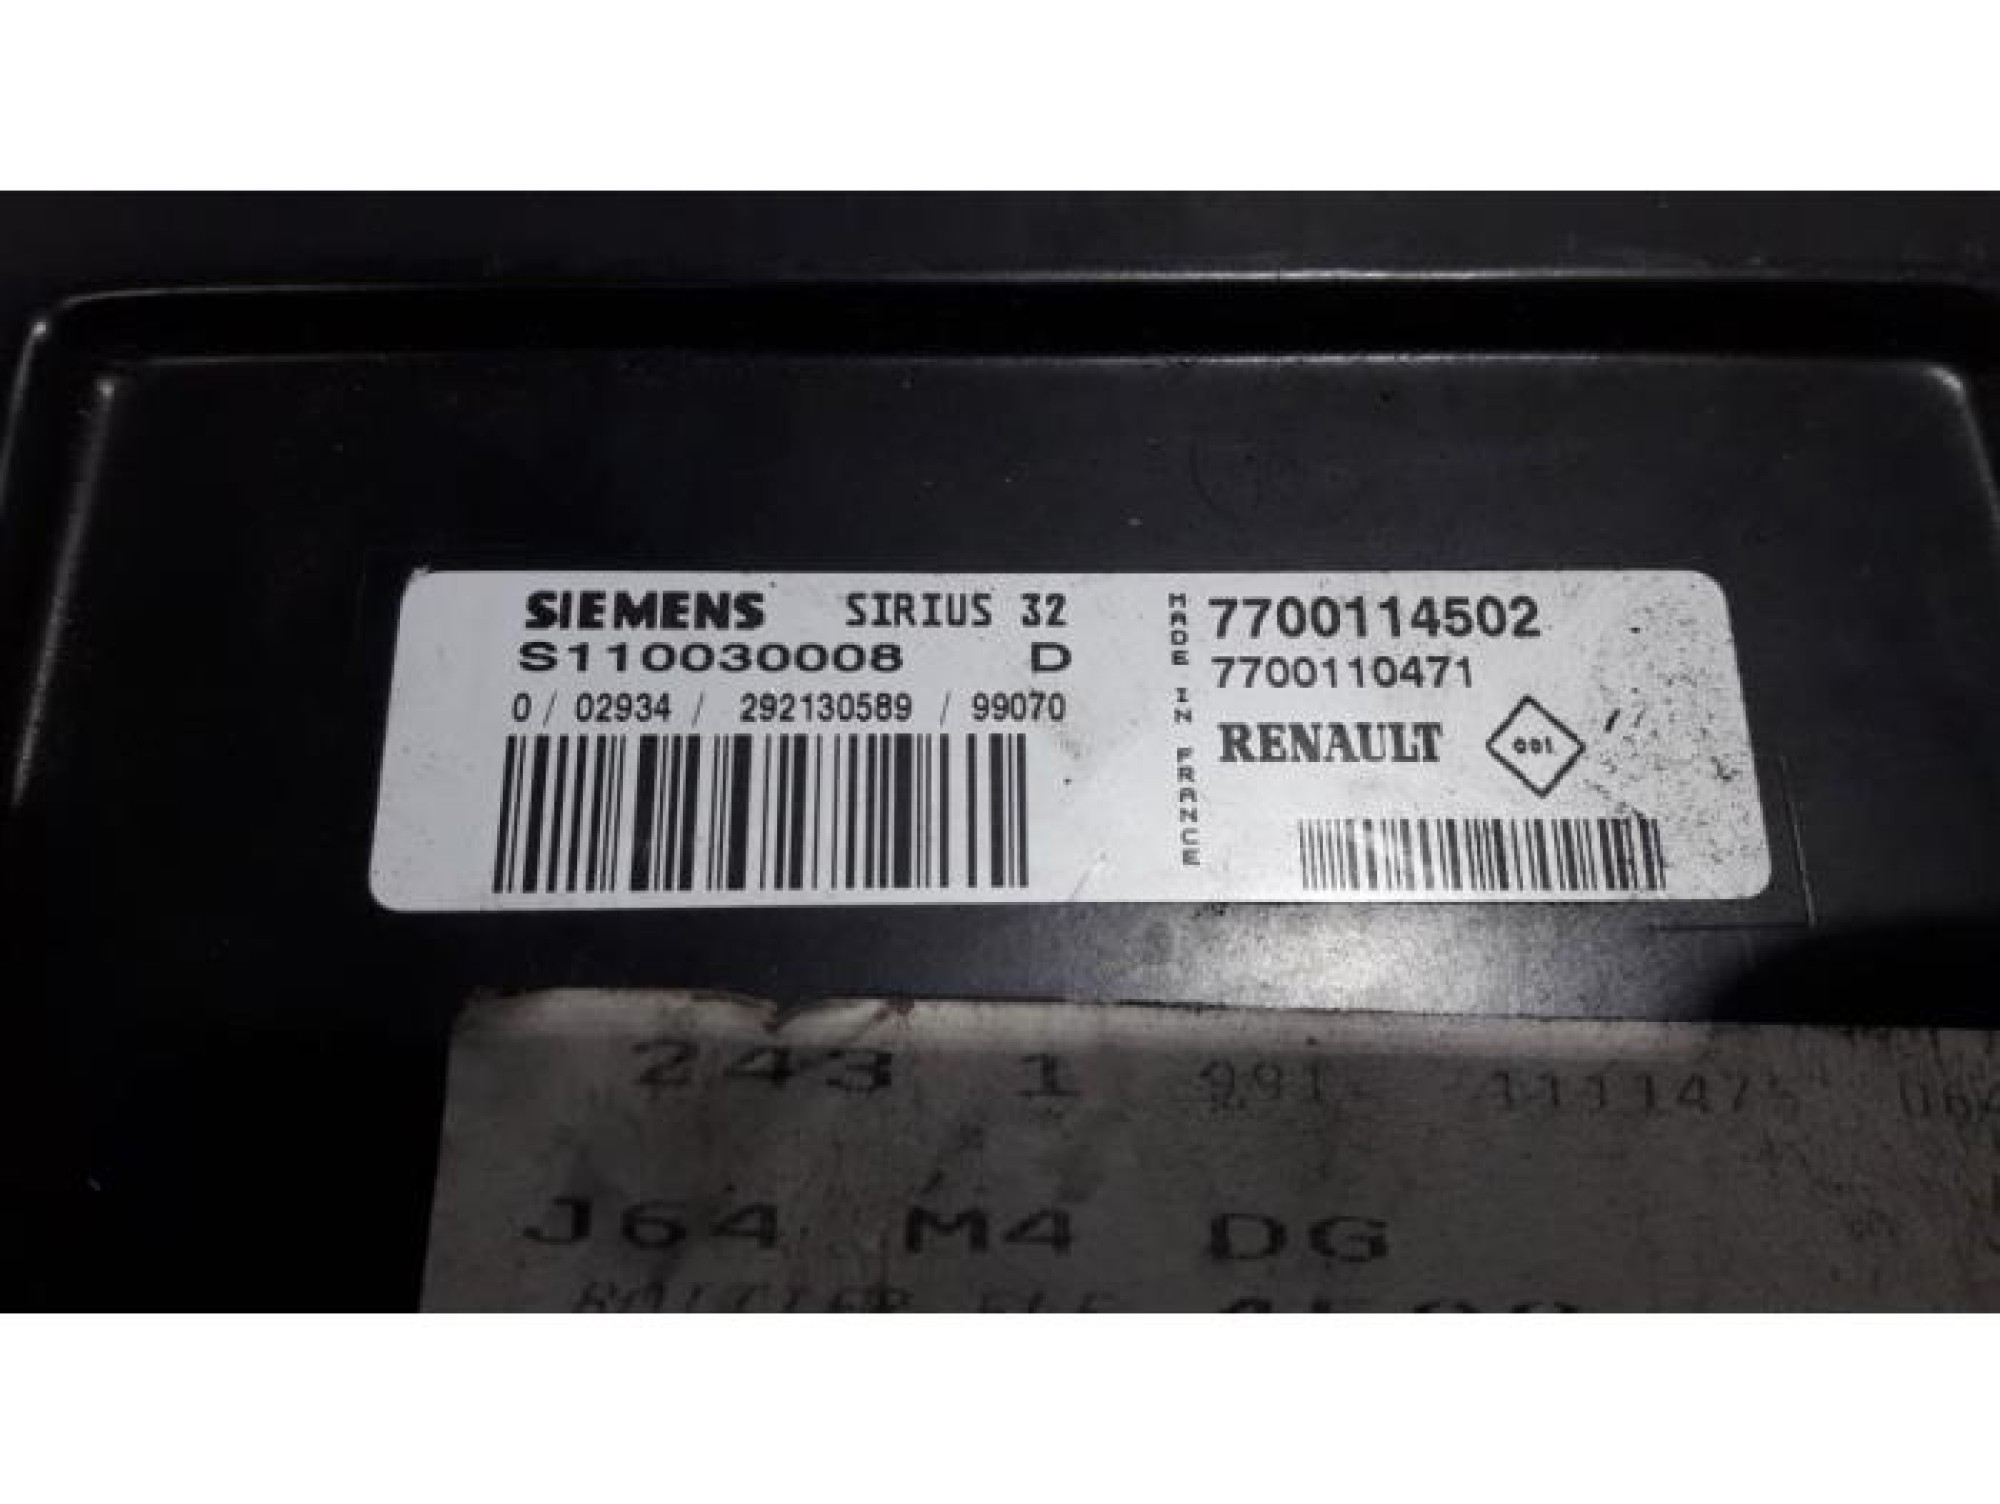 SIEMENS SIRIUS 32
S110030008 D
0 / 02934 / 292130589 / 99070
MADE IN FRANCE
7700114502
7700110471
RENAULT 001
243 1
J64 M4 DG